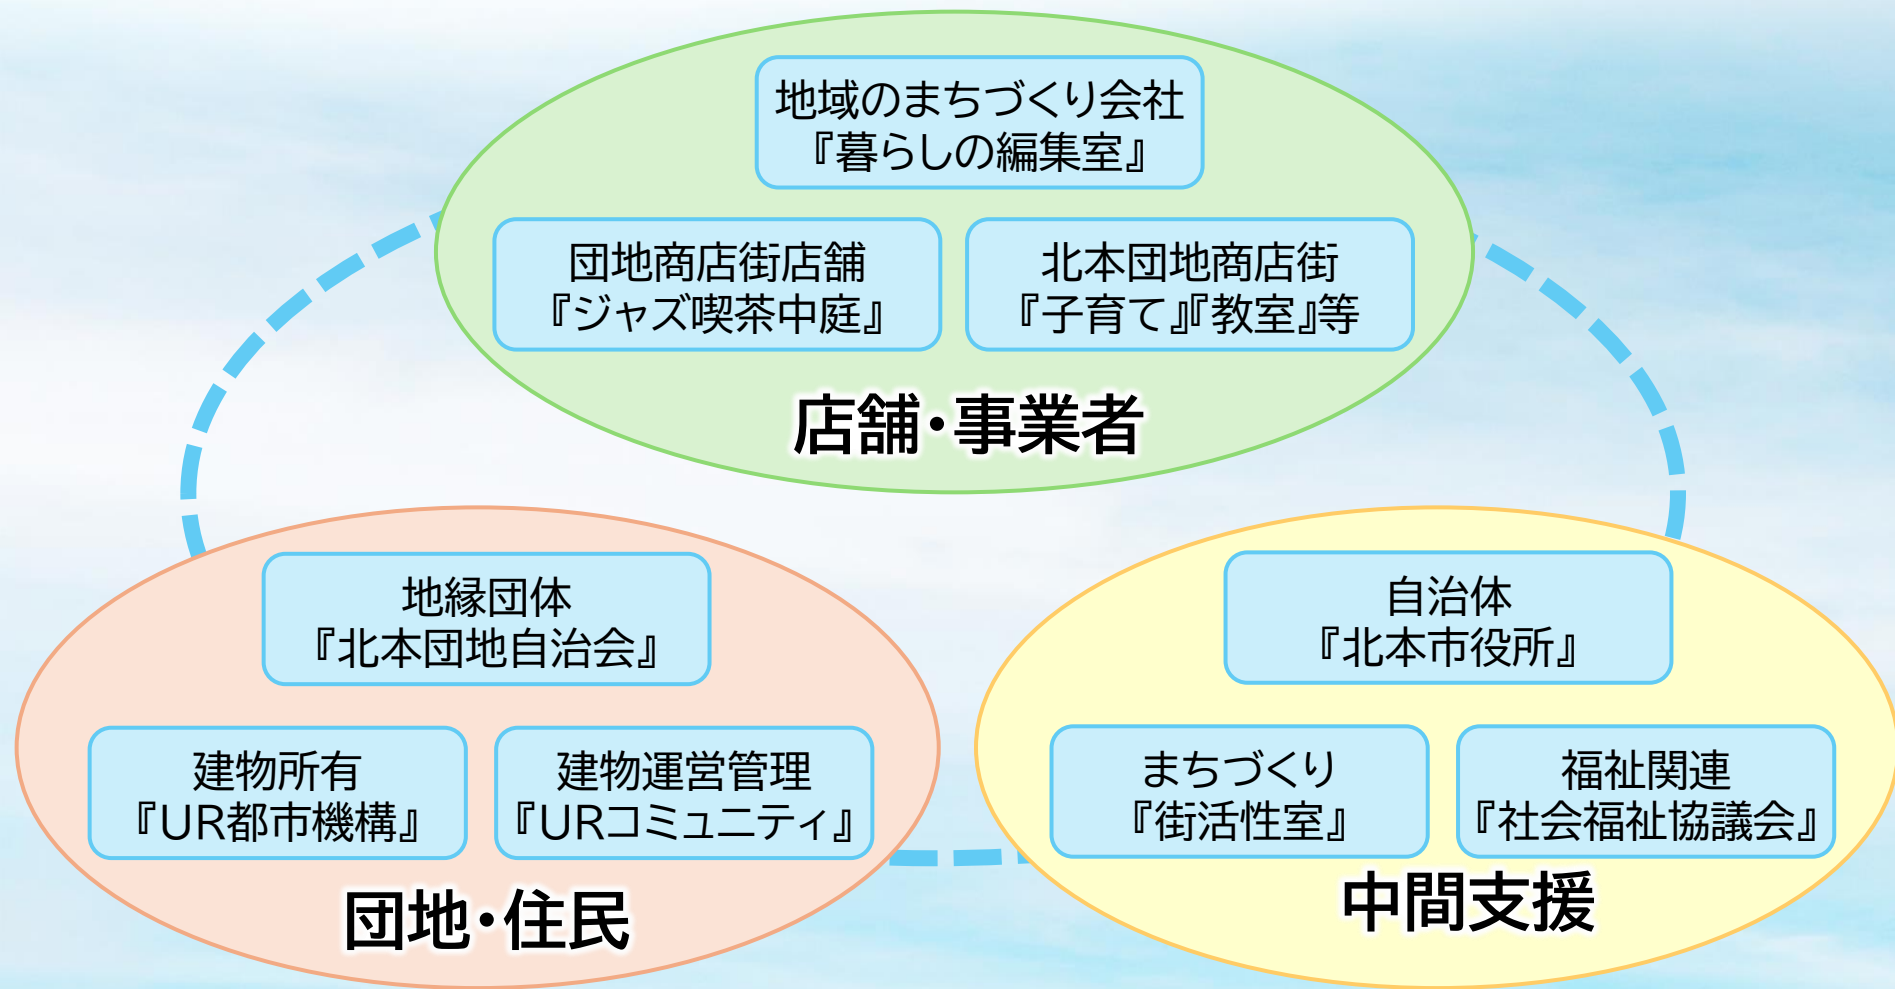 地域のまちづくり会社
『暮らしの編集室』
団地商店街店舗
『ジャズ喫茶中庭』
北本団地商店街
『子育て』『教室』等
店舗・事業者
地縁団体
『北本団地自治会』
建物所有
『UR都市機構』
建物運営管理
『URコミュニティ』
団地・住民
自治体
『北本市役所』
まちづくり
『街活性室』
福祉関連
『社会福祉協議会』
中間支援